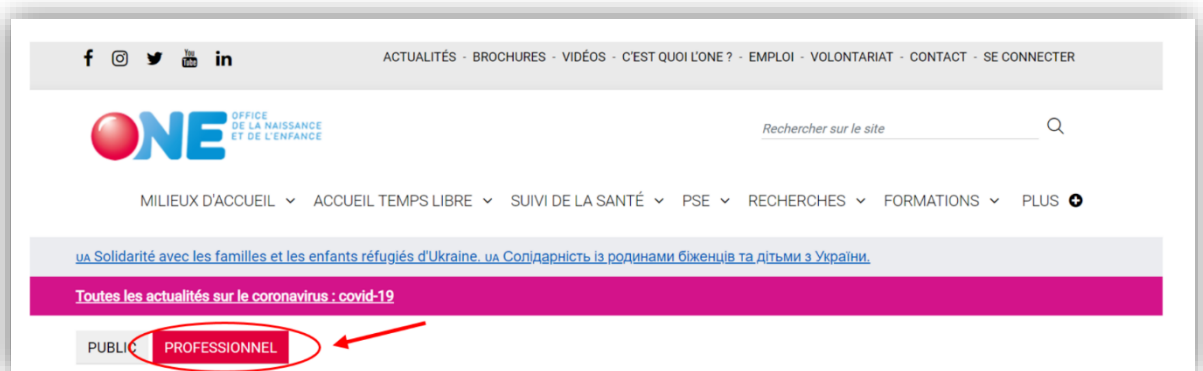 ACTUALITÉS - BROCHURES - VIDÉOS - C'EST QUOI L'ONE ? - EMPLOI - VOLONTARIAT - CONTACT - SE CONNECTER
ONE
OFFICE
DE LA NAISSANCE
ET DE L'ENFANCE
Rechercher sur le site
MILIEUX D'ACCUEIL ACCUEIL TEMPS LIBRE SUIVI DE LA SANTÉ PSE RECHERCHES FORMATIONS PLUS
UA Solidarité avec les familles et les enfants réfugiés d'Ukraine. UA Солідарність із родинами біженців та дітьми з України.
Toutes les actualités sur le coronavirus : covid-19
PUBLIC PROFESSIONNEL